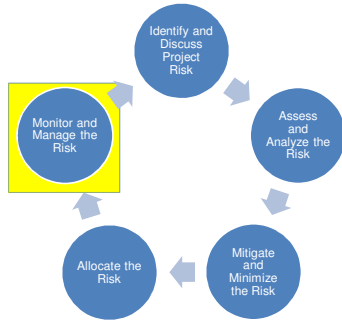 Identify and
Discuss
Project
Risk
Assess
and
Analyze the
Risk
Mitigate
and
Minimize
the Risk
Allocate the
Risk
Monitor and
Manage the
Risk